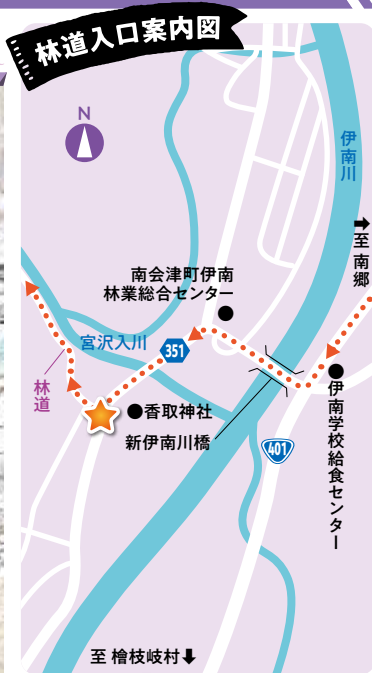 林道入口案内図
N
伊南川
➡至 南郷
南会津町伊南
林業総合センター
宮沢入川
351
林道
香取神社
新伊南川橋
401
伊南学校給食センター
至 檜枝岐村⬇